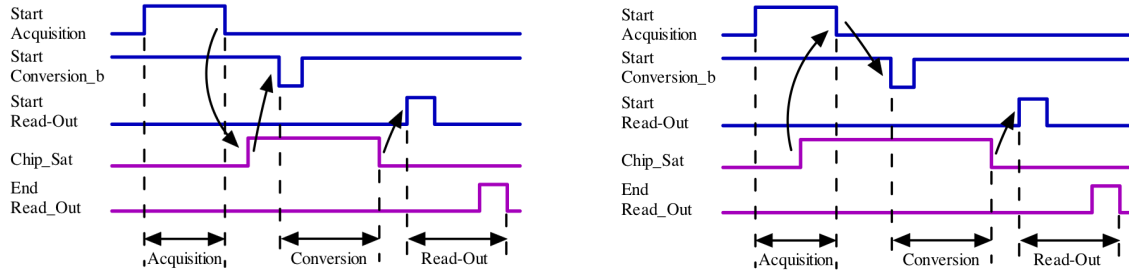 Start
Acquisition
Start
Conversion_b
Start
Read-Out
Chip_Sat
End
Read_Out
Acquisition
Conversion
Read-Out
Start
Acquisition
Start
Conversion_b
Start
Read-Out
Chip_Sat
End
Read_Out
Acquisition
Conversion
Read-Out